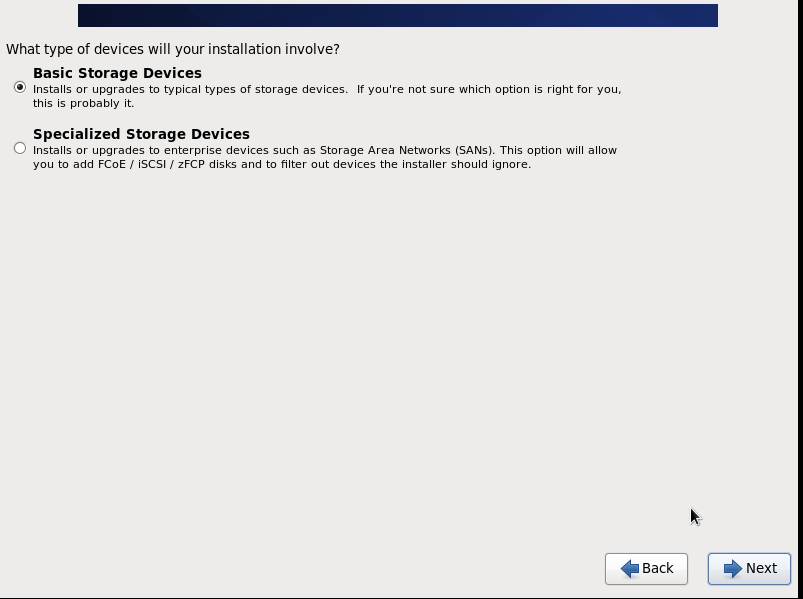 What type of devices will your installation involve?
Basic Storage Devices
Installs or upgrades to typical types of storage devices.  If you're not sure which option is right for you,
this is probably it.
Specialized Storage Devices
Installs or upgrades to enterprise devices such as Storage Area Networks (SANs). This option will allow
you to add FCoE / iSCSI / zFCP disks and to filter out devices the installer should ignore.
Back
Next